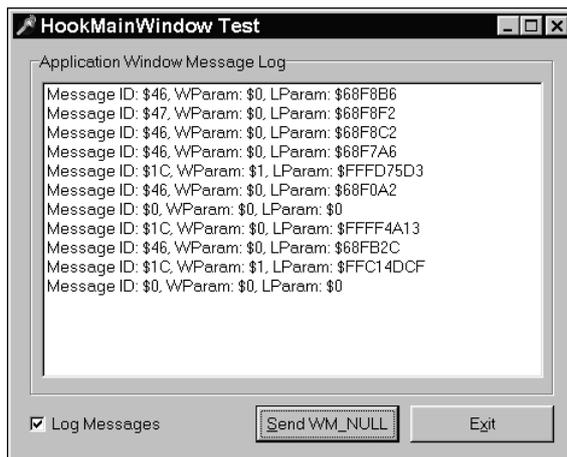 HookMainWindow Test
Application Window Message Log
Message ID: $46, WParam: $0, LParam: $68F8B6
Message ID: $47, WParam: $0, LParam: $68F8F2
Message ID: $46, WParam: $0, LParam: $68F8C2
Message ID: $46, WParam: $0, LParam: $68F7A6
Message ID: $1C, WParam: $1, LParam: $FFFD75D3
Message ID: $46, WParam: $0, LParam: $68F0A2
Message ID: $0, WParam: $0, LParam: $0
Message ID: $1C, WParam: $0, LParam: $FFFF4A13
Message ID: $46, WParam: $0, LParam: $68FB2C
Message ID: $1C, WParam: $1, LParam: $FFC14DCF
Message ID: $0, WParam: $0, LParam: $0
Log Messages
Send WM_NULL
Exit